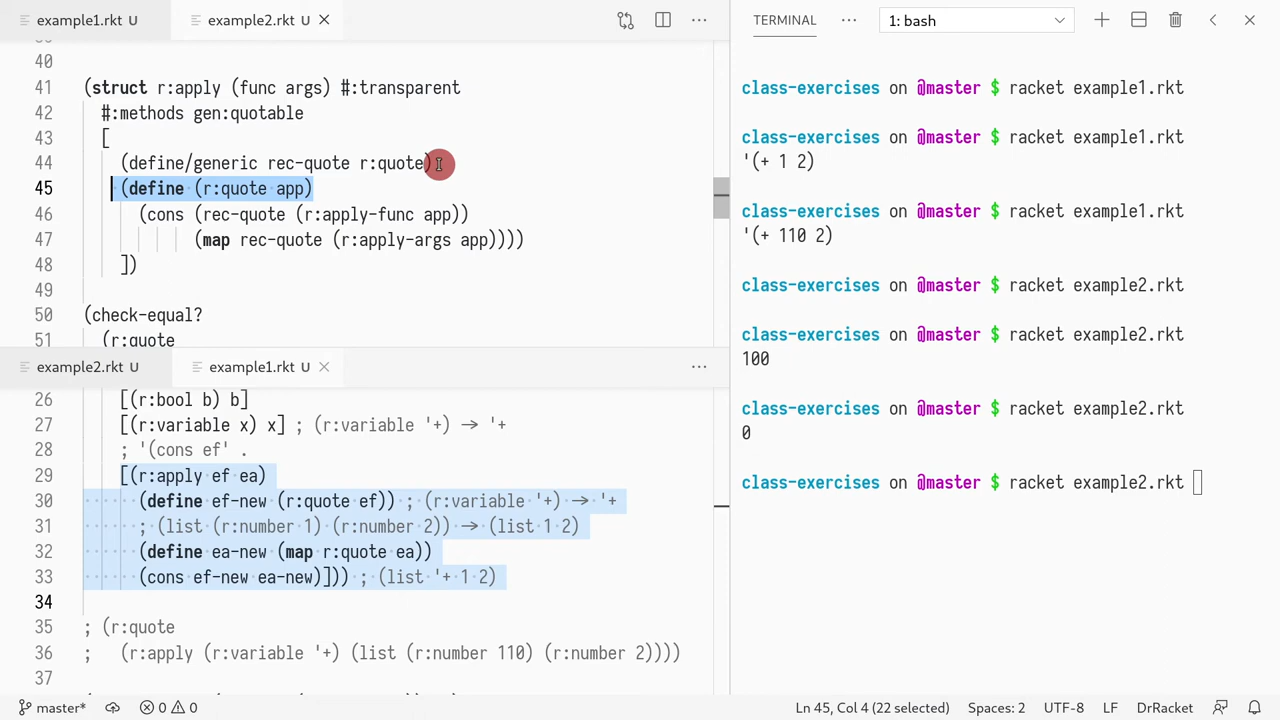 example1.rkt U
example2.rkt U
40
41 (struct r:apply (func args) #:transparent
42 #:methods gen:quotable
43 [
44 (define/generic rec-quote r:quote)
45 (define (r:quote app)
46 (cons (rec-quote (r:apply-func app))
47 (map rec-quote (r:apply-args app))))
48 ])
49
50 (check-equal?
51 (r:quote
example2.rkt U
example1.rkt U
26 [(r:bool b) b]
27 [(r:variable x) x] ; (r:variable '+) → '+
28 ; '(cons ef' .
29 [(r:apply ef ea)
30 (define ef-new (r:quote ef)) ; (r:variable '+) → '+
31 ; (list (r:number 1) (r:number 2)) → (list 1 2)
32 (define ea-new (map r:quote ea))
33 (cons ef-new ea-new)])) ; (list '+ 1 2)
34
35 ; (r:quote
36 ; (r:apply (r:variable '+) (list (r:number 110) (r:number 2))))
37
TERMINAL
1: bash
class-exercises on @master $ racket example1.rkt
class-exercises on @master $ racket example1.rkt
'(+ 1 2)
class-exercises on @master $ racket example1.rkt
'(+ 110 2)
class-exercises on @master $ racket example2.rkt
class-exercises on @master $ racket example2.rkt
100
class-exercises on @master $ racket example2.rkt
0
class-exercises on @master $ racket example2.rkt
master* 0 0
Ln 45, Col 4 (22 selected) Spaces: 2 UTF-8 LF DrRacket